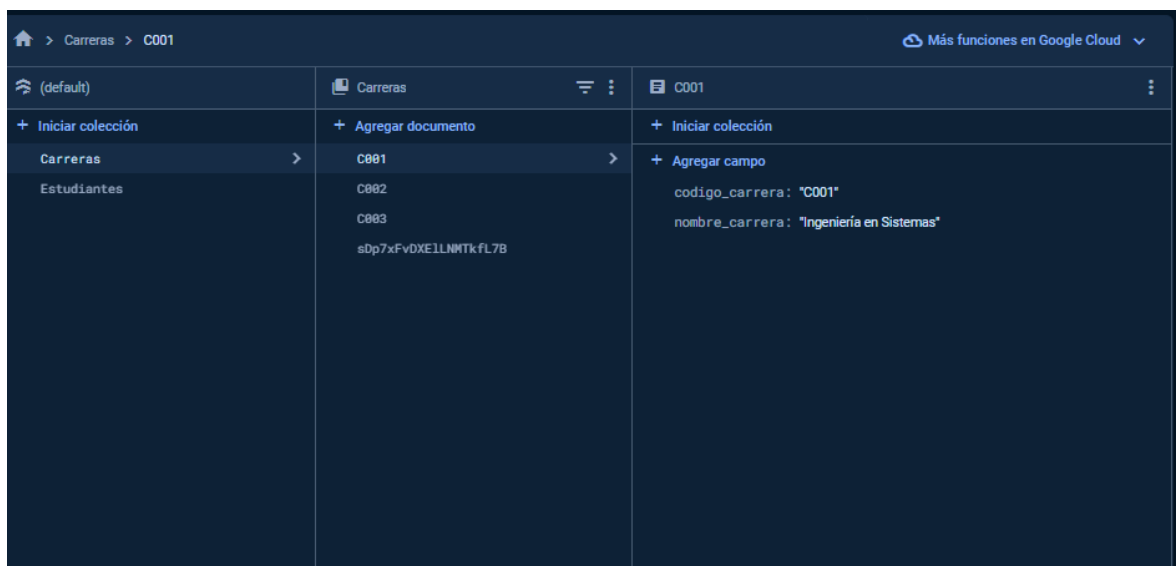 > Carreras > C001
Más funciones en Google Cloud
(default)
Carreras
C001
+ Iniciar colección
+ Agregar documento
+ Iniciar colección
Carreras
C001
+ Agregar campo
Estudiantes
C002
codigo_carrera: "C001"
C003
nombre_carrera: "Ingeniería en Sistemas"
sDp7xFvDXElLNMTkfL7B